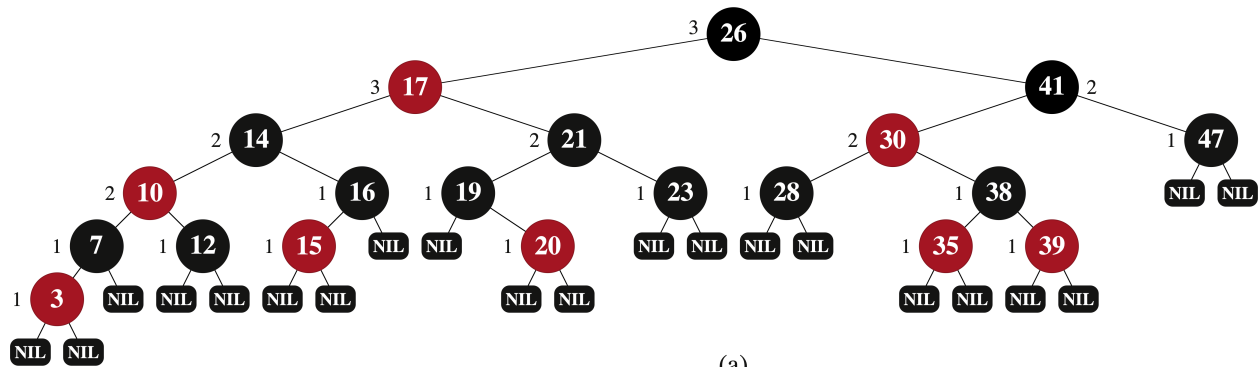 3 26
3 17 41 2
2 14 2 21 2 30 1 47
2 10 1 16 1 19 1 23 1 28 1 38 NIL NIL
1 7 1 12 1 15 NIL NIL 1 20 NIL NIL NIL NIL 1 35 1 39
1 3 NIL NIL NIL NIL NIL NIL NIL NIL NIL NIL NIL
NIL NIL
(a)